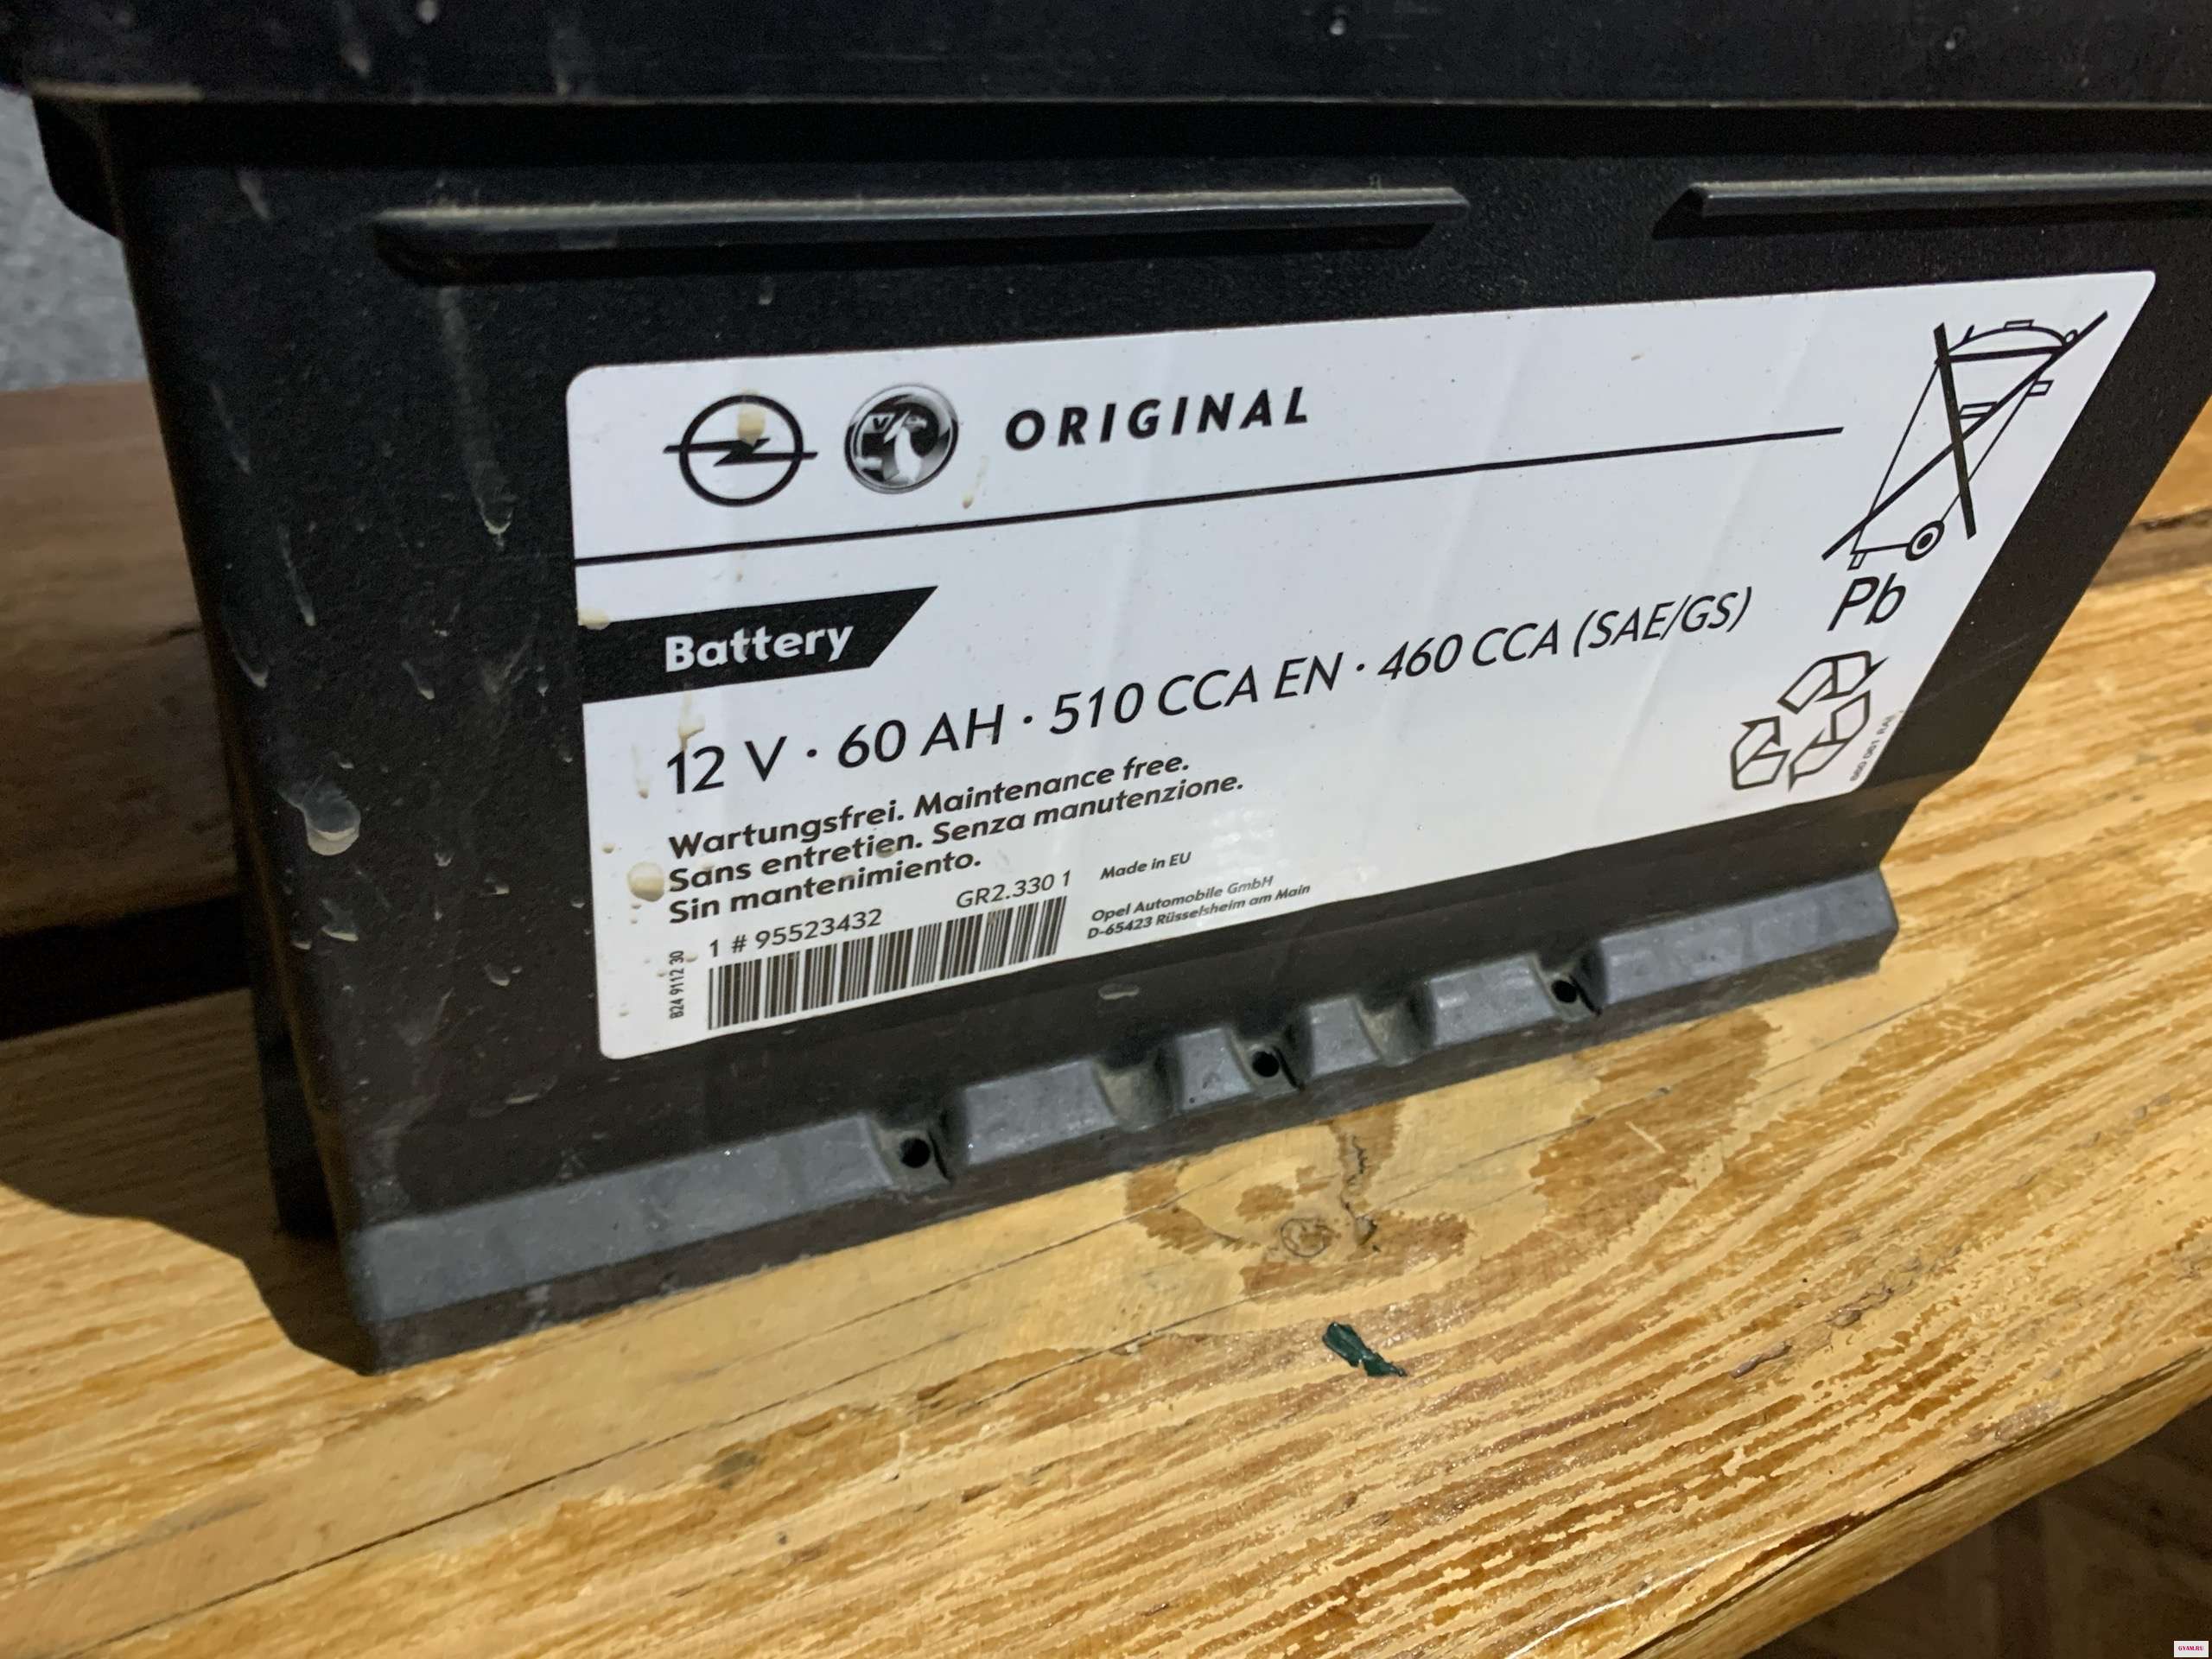 ORIGINAL
Battery
12 V · 60 AH · 510 CCA EN · 460 CCA (SAE/GS)
Pb
Wartungsfrei. Maintenance free.
Sans entretien. Senza manutenzione.
Sin mantenimiento.
1 # 95523432 GR2.330 1
Made in EU
Opel Automobile GmbH
D-65423 Rüsselsheim am Main
B24 9112 30